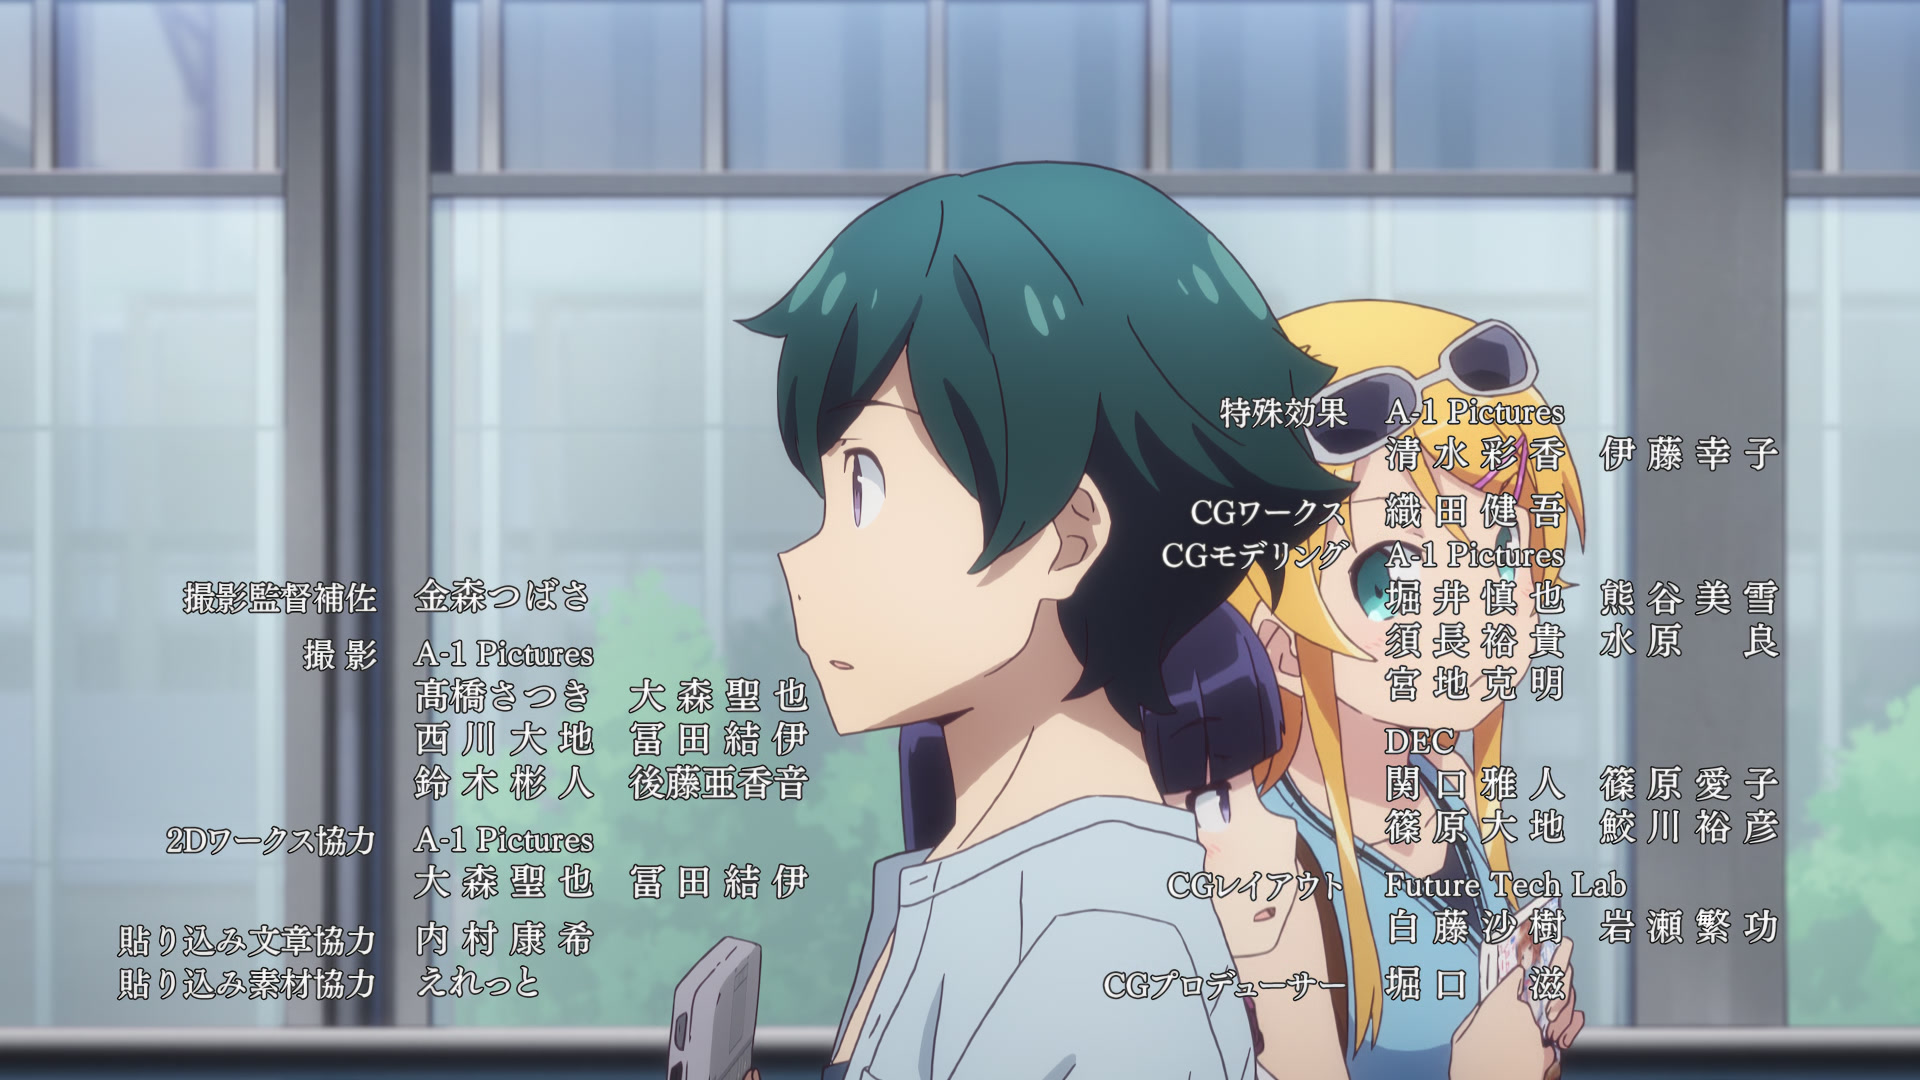 撮影監督補佐 金森つばさ
撮影 A-1 Pictures
髙橋さつき 大森聖也
西川大地 冨田結伊
鈴木彬人 後藤亜香音
2Dワークス協力 A-1 Pictures
大森聖也 冨田結伊
貼り込み文章協力 内村康希
貼り込み素材協力 えれっと
特殊効果 A-1 Pictures
清水彩香 伊藤幸子
CGワークス 織田健吾
CGモデリング A-1 Pictures
堀井慎也 熊谷美雪
須長裕貴 水原良
宮地克明
DEC
関口雅人 篠原愛子
篠原大地 鮫川裕彦
CGレイアウト Future Tech Lab
白藤沙樹 岩瀬繁功
CGプロデューサー 堀口滋